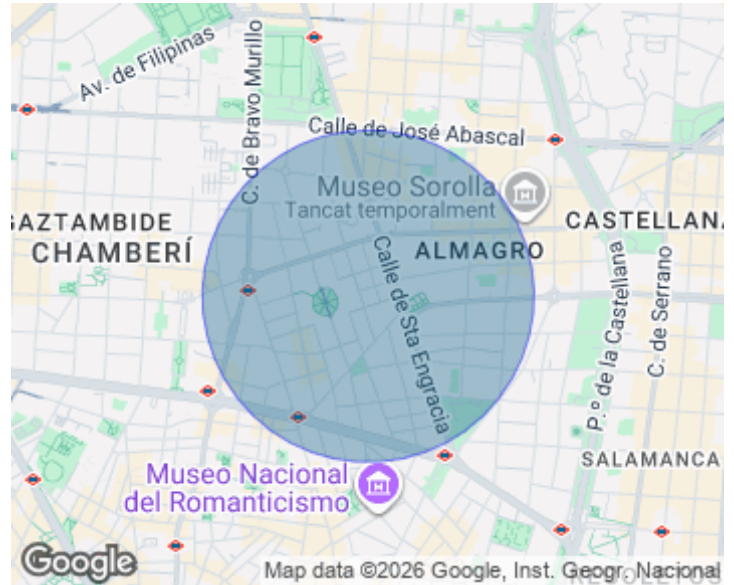 Av. de Filipinas
C. de Bravo Murillo
Calle de José Abascal
Museo Sorolla
Tancat temporalment
GAZTAMBIDE
CHAMBERÍ
ALMAGRO
CASTELLANA
Calle de Sta Engracia
P.º de la Castellana
C. de Serrano
Museo Nacional
del Romanticismo
SALAMANCA
Google
Map data ©2026 Google, Inst. Geogr. Nacional